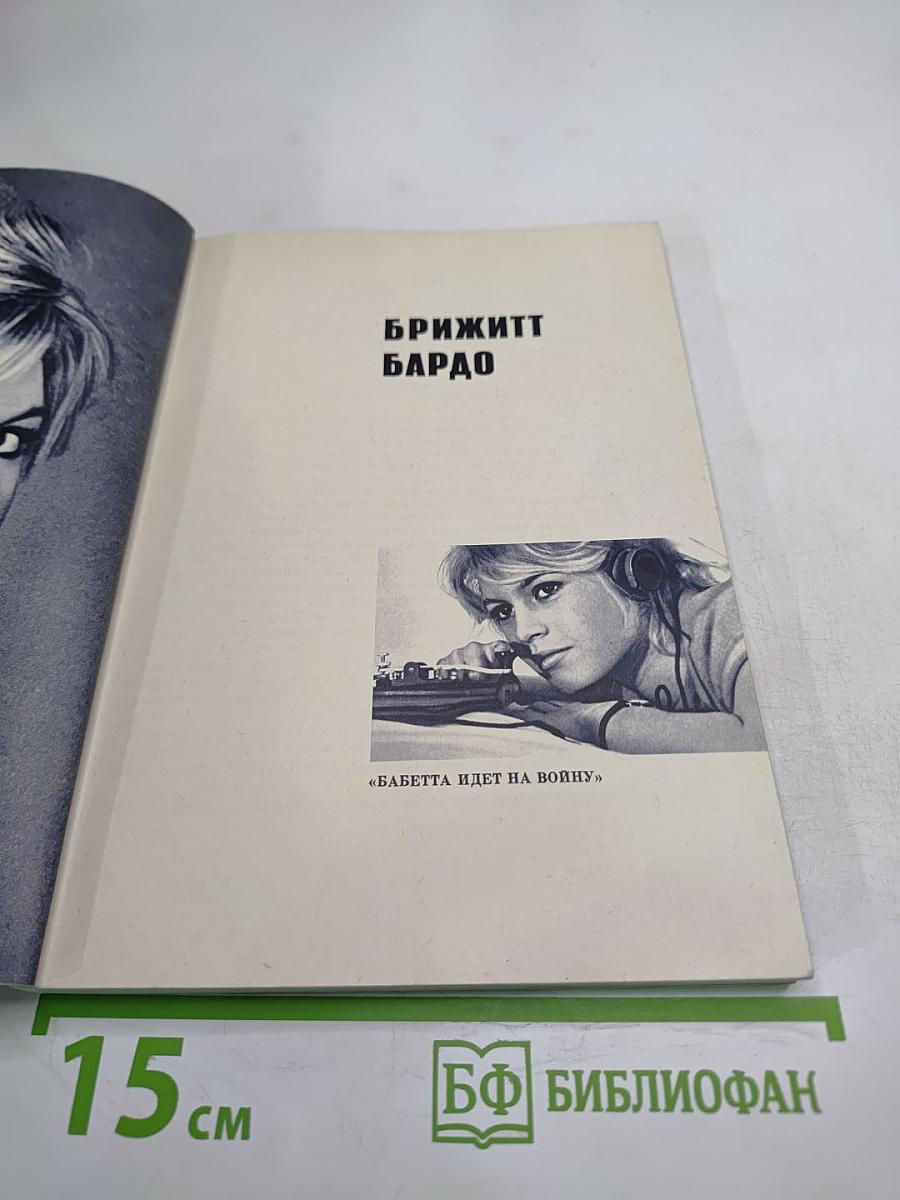 БРИЖИТТ
БАРДО
«БАБЕТТА ИДЕТ НА ВОЙНУ»
15 см
БФ БИБЛИОФАН